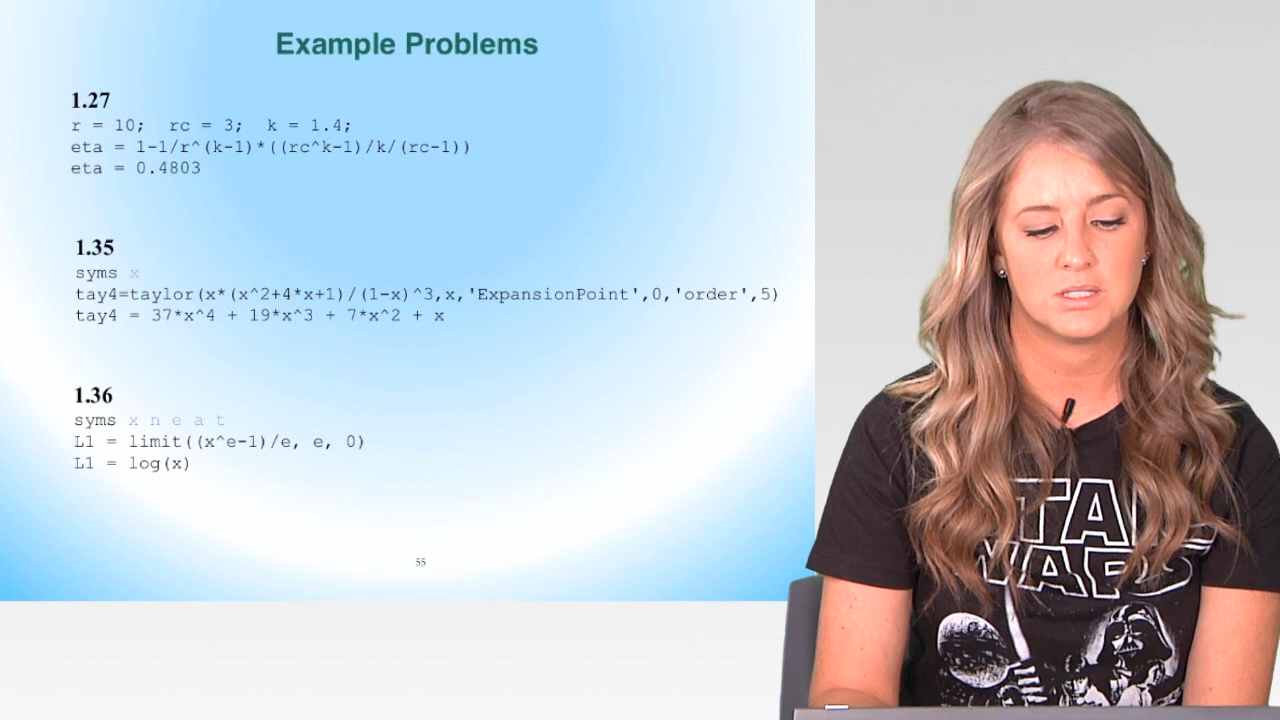 Example Problems
1.27
r = 10; rc = 3; k = 1.4;
eta = 1-1/r^(k-1)*((rc^k-1)/k/(rc-1))
eta = 0.4803
1.35
syms x
tay4=taylor(x*(x^2+4*x+1)/(1-x)^3,x,'ExpansionPoint',0,'order',5)
tay4 = 37*x^4 + 19*x^3 + 7*x^2 + x
1.36
syms x n e a t
L1 = limit((x^e-1)/e, e, 0)
L1 = log(x)
55
STAR
WARS